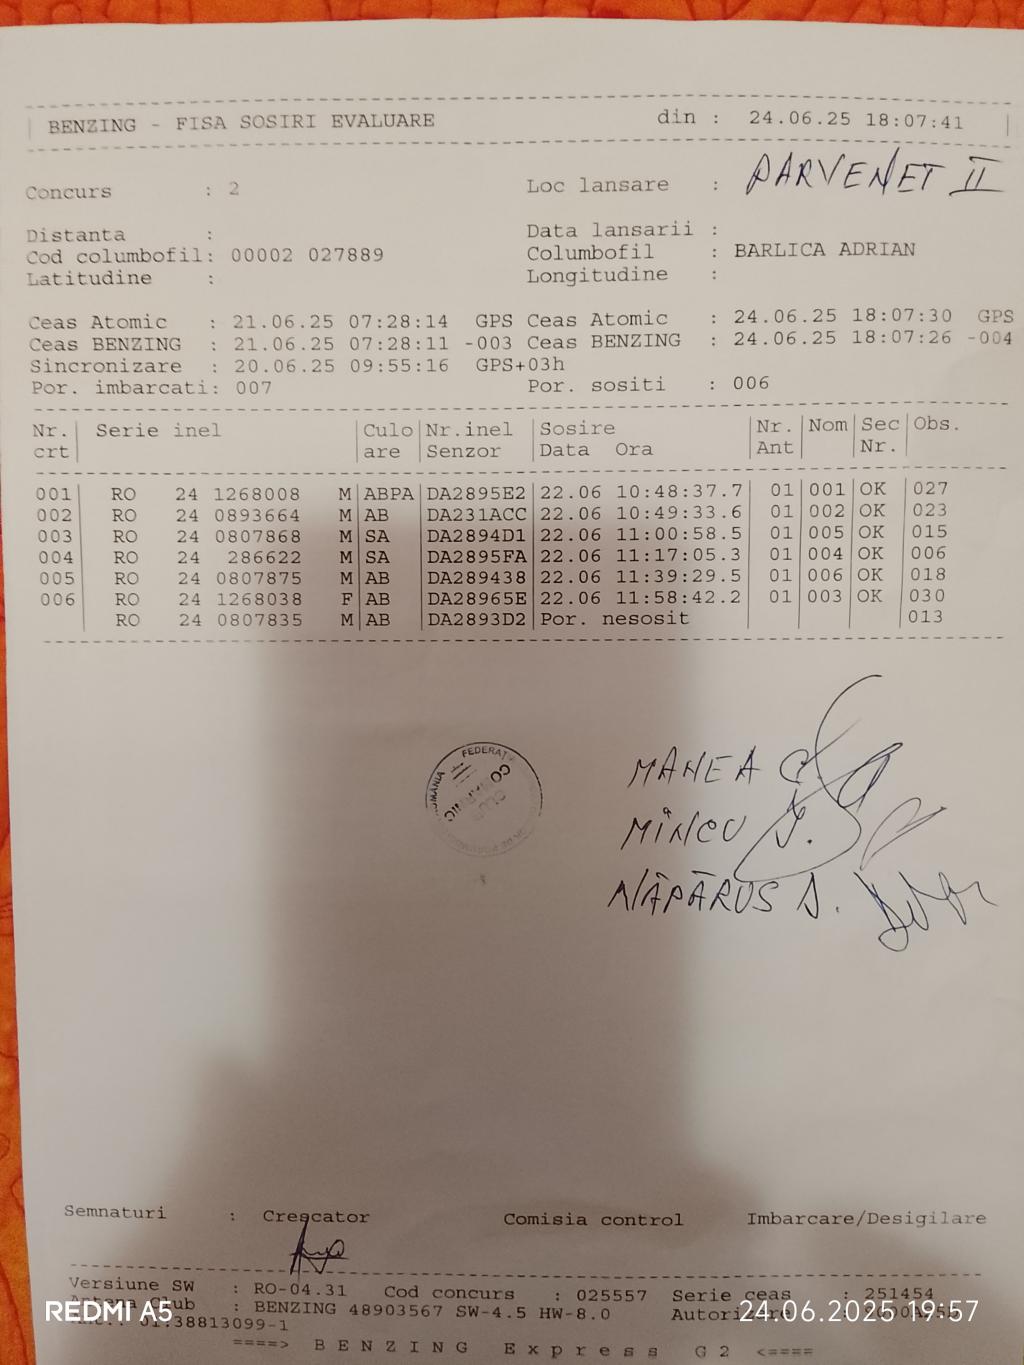 BENZING - FISA SOSIRI EVALUARE din : 24.06.25 18:07:41
Concurs : 2 Loc lansare : PARVENET II
Distanta : Data lansarii :
Cod columbofil: 00002 027889 Columbofil : BARLICA ADRIAN
Latitudine : Longitudine :
Ceas Atomic : 21.06.25 07:28:14 GPS Ceas Atomic : 24.06.25 18:07:30 GPS
Ceas BENZING : 21.06.25 07:28:11 -003 Ceas BENZING : 24.06.25 18:07:26 -004
Sincronizare : 20.06.25 09:55:16 GPS+03h
Por. imbarcati: 007 Por. sositi : 006
Nr. Serie inel Culo Nr.inel Sosire Nr. Nom Sec Obs.
crt are Senzor Data Ora Ant Nr.
001 RO 24 1268008 M ABPA DA2895E2 22.06 10:48:37.7 01 001 OK 027
002 RO 24 0893664 M AB DA231ACC 22.06 10:49:33.6 01 002 OK 023
003 RO 24 0807868 M SA DA2894D1 22.06 11:00:58.5 01 005 OK 015
004 RO 24 286622 M SA DA2895FA 22.06 11:17:05.3 01 004 OK 006
005 RO 24 0807875 M AB DA289438 22.06 11:39:29.5 01 006 OK 018
006 RO 24 1268038 F AB DA28965E 22.06 11:58:42.2 01 003 OK 030
RO 24 0807835 M AB DA2893D2 Por. nesosit 013
MANEA
MÎNCU
NĂPĂRUS A.
Semnaturi : Crescator Comisia control Imbarcare/Desigilare
Versiune SW : RO-04.31 Cod concurs : 025557 Serie ceas : 251454
Antena Club : BENZING 48903567 SW-4.5 HW-8.0
01.38813099-1
====> BENZING Express G2 <====
REDMI A5 24.06.2025 19:57